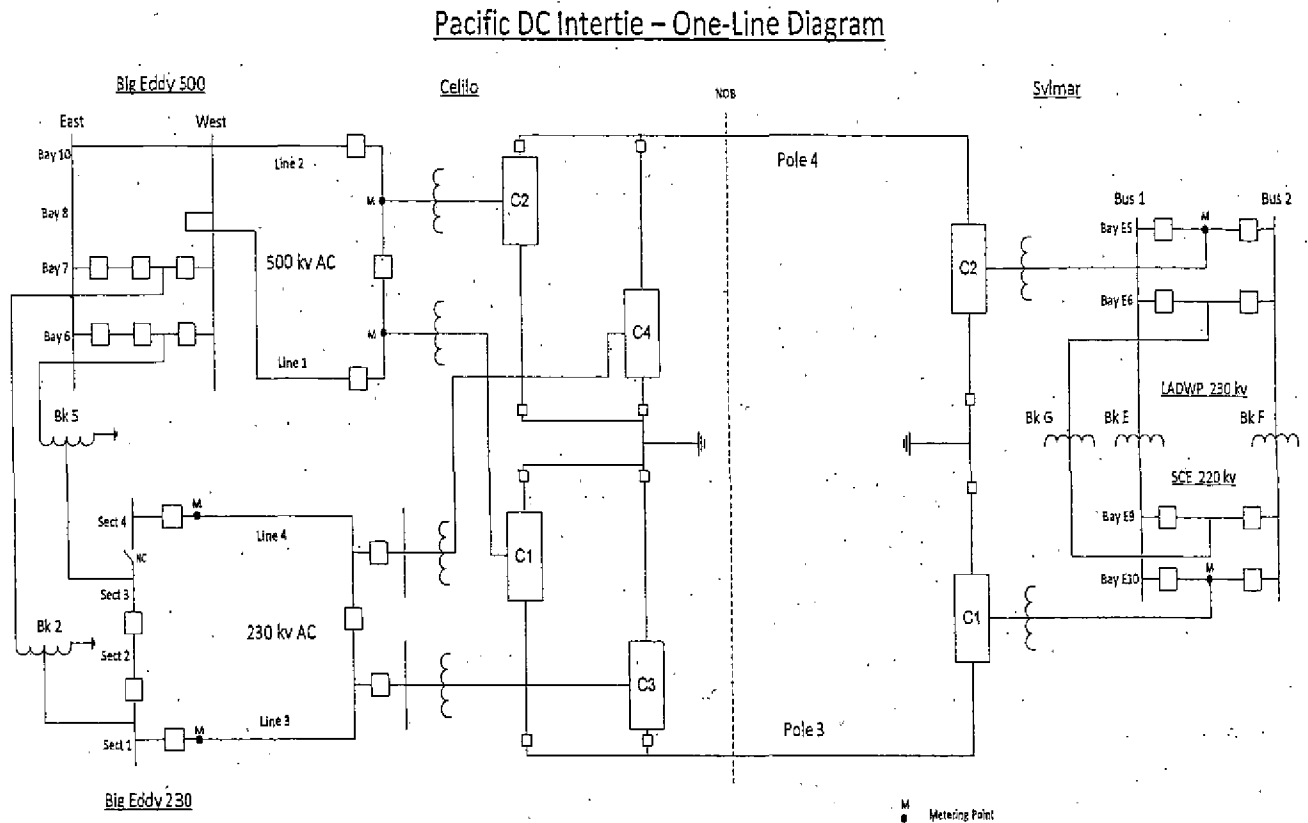 Pacific DC Intertie – One-Line Diagram
Big Eddy 500
Celilo
NOB
Sylmar
East
West
Bay 10
Line 2
Pole 4
M
C2
Bus 1
Bus 2
Bay 8
Bay E5
M
500 kv AC
Bay 7
C2
Bay 6
M
C4
Bay E6
Line 1
LADWP 230 kv
Bk 5
Bk G
Bk E
Bk F
SCE 220 kv
M
Sect 4
Line 4
Bay E9
NC
C1
M
Bay E10
Sect 3
Bk 2
230 kv AC
C1
Sect 2
C3
Line 3
Pole 3
M
Sect 1
Big Eddy 230
M
Metering Point